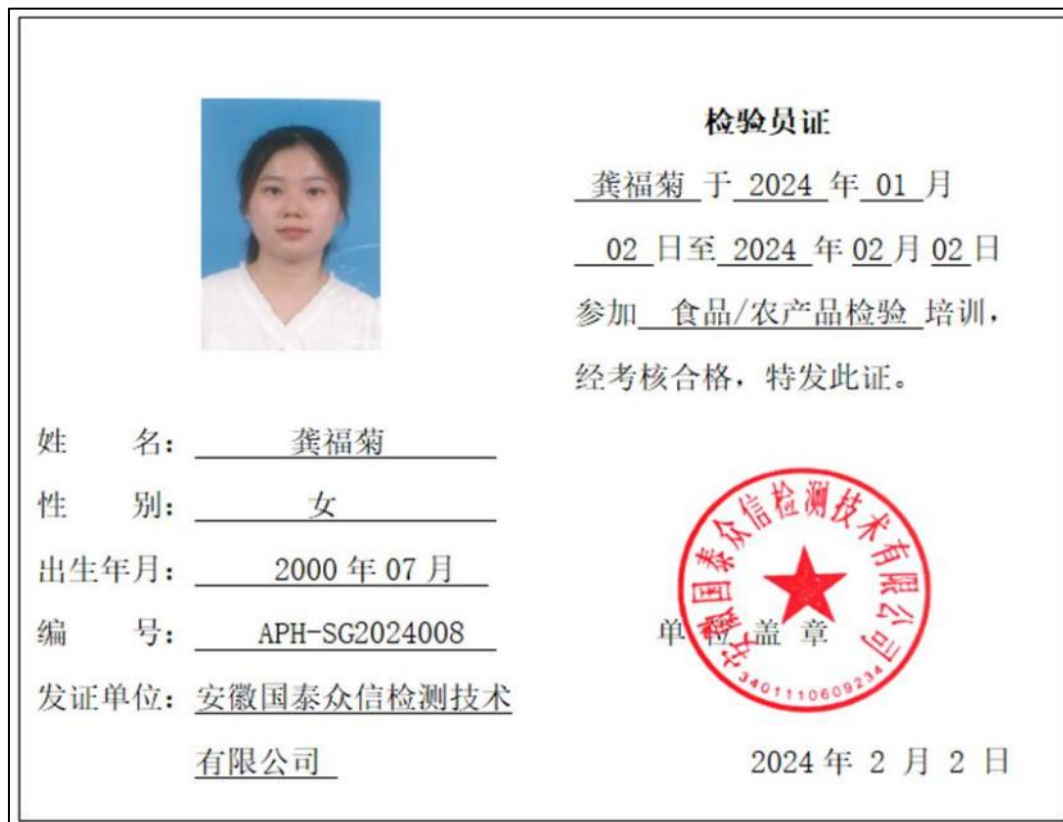 检验员证
龚福菊 于 2024 年 01 月
02 日至 2024 年 02 月 02 日
参加 食品/农产品检验 培训，
经考核合格，特发此证。
姓 名： 龚福菊
性 别： 女
出生年月： 2000 年 07 月
编 号： APH-SG2024008
发证单位： 安徽国泰众信检测技术
有限公司
安徽国泰众信检测技术有限公司
单位盖章
3401110609234
2024 年 2 月 2 日